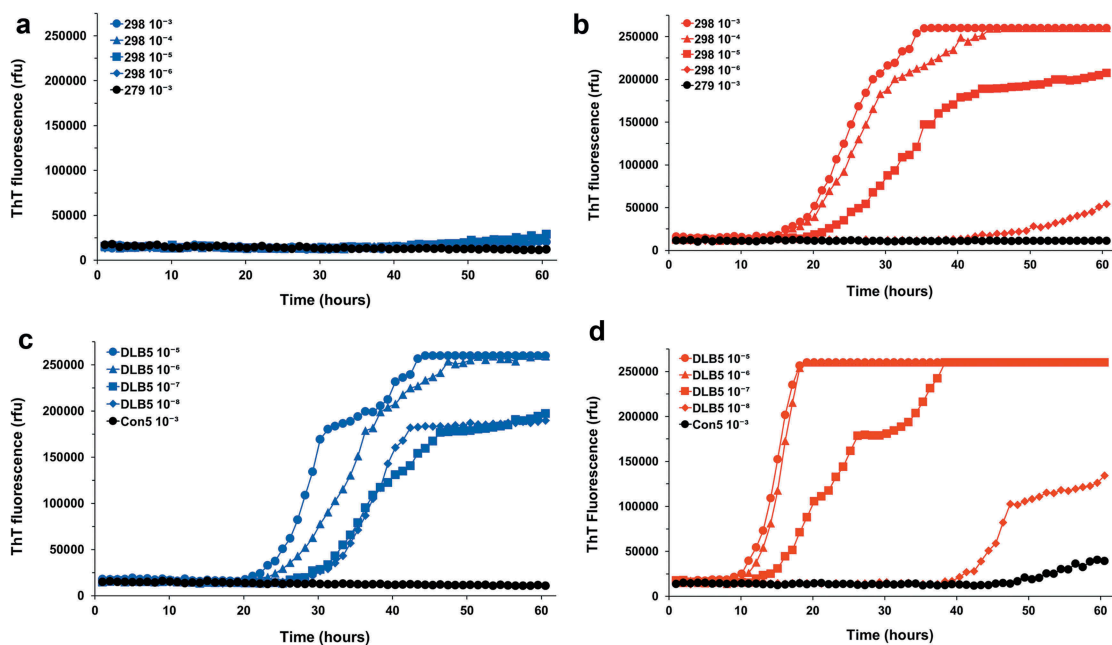 a
298 10⁻³
298 10⁻⁴
298 10⁻⁵
298 10⁻⁶
279 10⁻³
250000
200000
150000
100000
50000
0
ThT fluorescence (rfu)
0 10 20 30 40 50 60
Time (hours)
b
298 10⁻³
298 10⁻⁴
298 10⁻⁵
298 10⁻⁶
279 10⁻³
250000
200000
150000
100000
50000
0
ThT fluorescence (rfu)
0 10 20 30 40 50 60
Time (hours)
c
DLB5 10⁻⁵
DLB5 10⁻⁶
DLB5 10⁻⁷
DLB5 10⁻⁸
Con5 10⁻³
250000
200000
150000
100000
50000
0
ThT fluorescence (rfu)
0 10 20 30 40 50 60
Time (hours)
d
DLB5 10⁻⁵
DLB5 10⁻⁶
DLB5 10⁻⁷
DLB5 10⁻⁸
Con5 10⁻³
250000
200000
150000
100000
50000
0
ThT Fluorescence (rfu)
0 10 20 30 40 50 60
Time (hours)